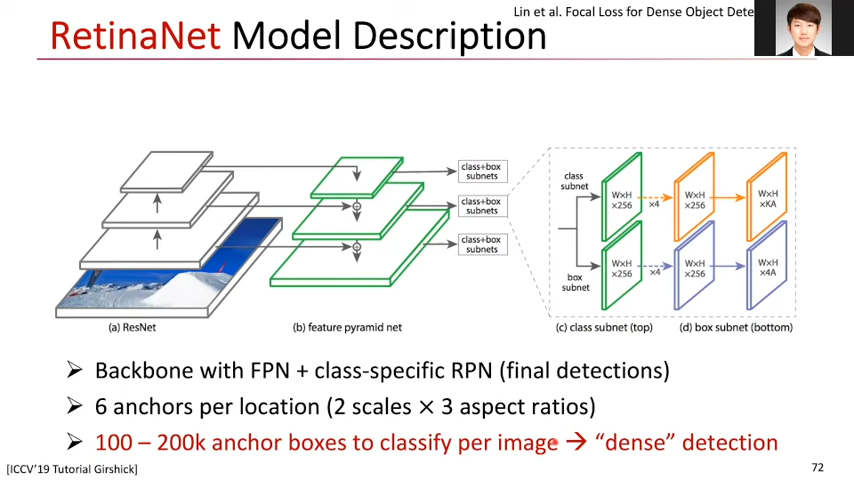 Lin et al. Focal Loss for Dense Object Dete
RetinaNet Model Description
class+box
subnets
class+box
subnets
class+box
subnets
class
subnet
W×H
×256
×4
W×H
×256
W×H
×KA
box
subnet
W×H
×256
×4
W×H
×256
W×H
×4A
(a) ResNet
(b) feature pyramid net
(c) class subnet (top)
(d) box subnet (bottom)
➢ Backbone with FPN + class-specific RPN (final detections)
➢ 6 anchors per location (2 scales × 3 aspect ratios)
➢ 100 – 200k anchor boxes to classify per image → “dense” detection
[ICCV’19 Tutorial Girshick]
72